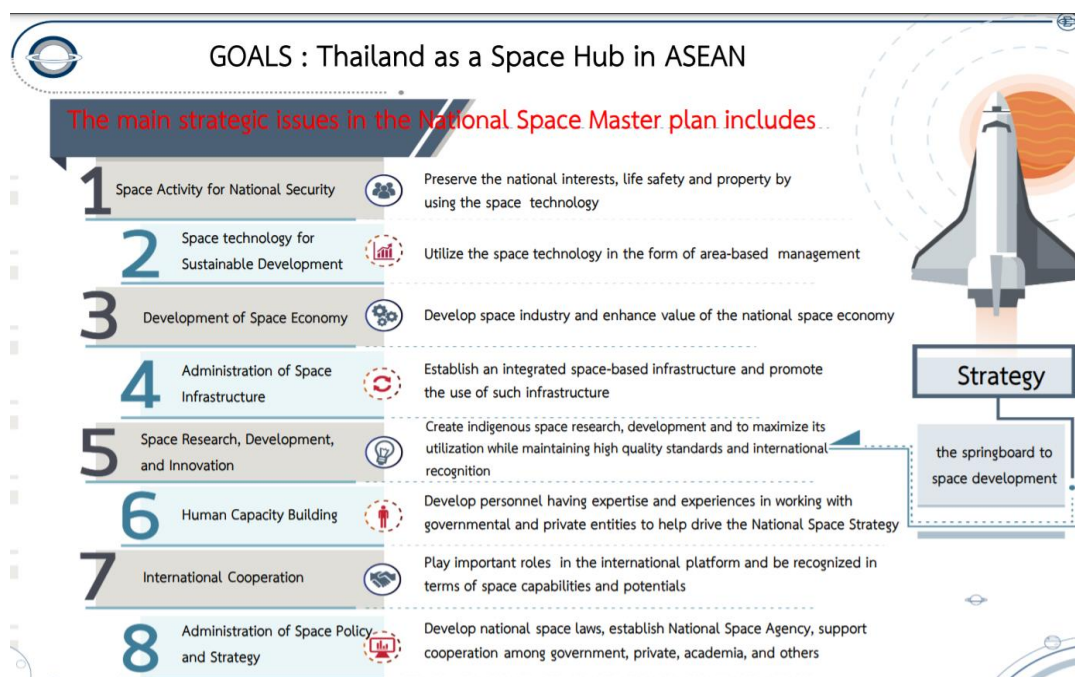 GOALS : Thailand as a Space Hub in ASEAN
The main strategic issues in the National Space Master plan includes
1
Space Activity for National Security
Preserve the national interests, life safety and property by
using the space technology
2
Space technology for
Sustainable Development
Utilize the space technology in the form of area-based management
3
Development of Space Economy
Develop space industry and enhance value of the national space economy
4
Administration of Space
Infrastructure
Establish an integrated space-based infrastructure and promote
the use of such infrastructure
5
Space Research, Development,
and Innovation
Create indigenous space research, development and to maximize its
utilization while maintaining high quality standards and international
recognition
6
Human Capacity Building
Develop personnel having expertise and experiences in working with
governmental and private entities to help drive the National Space Strategy
7
International Cooperation
Play important roles in the international platform and be recognized in
terms of space capabilities and potentials
8
Administration of Space Policy
and Strategy
Develop national space laws, establish National Space Agency, support
cooperation among government, private, academia, and others
Strategy
the springboard to
space development